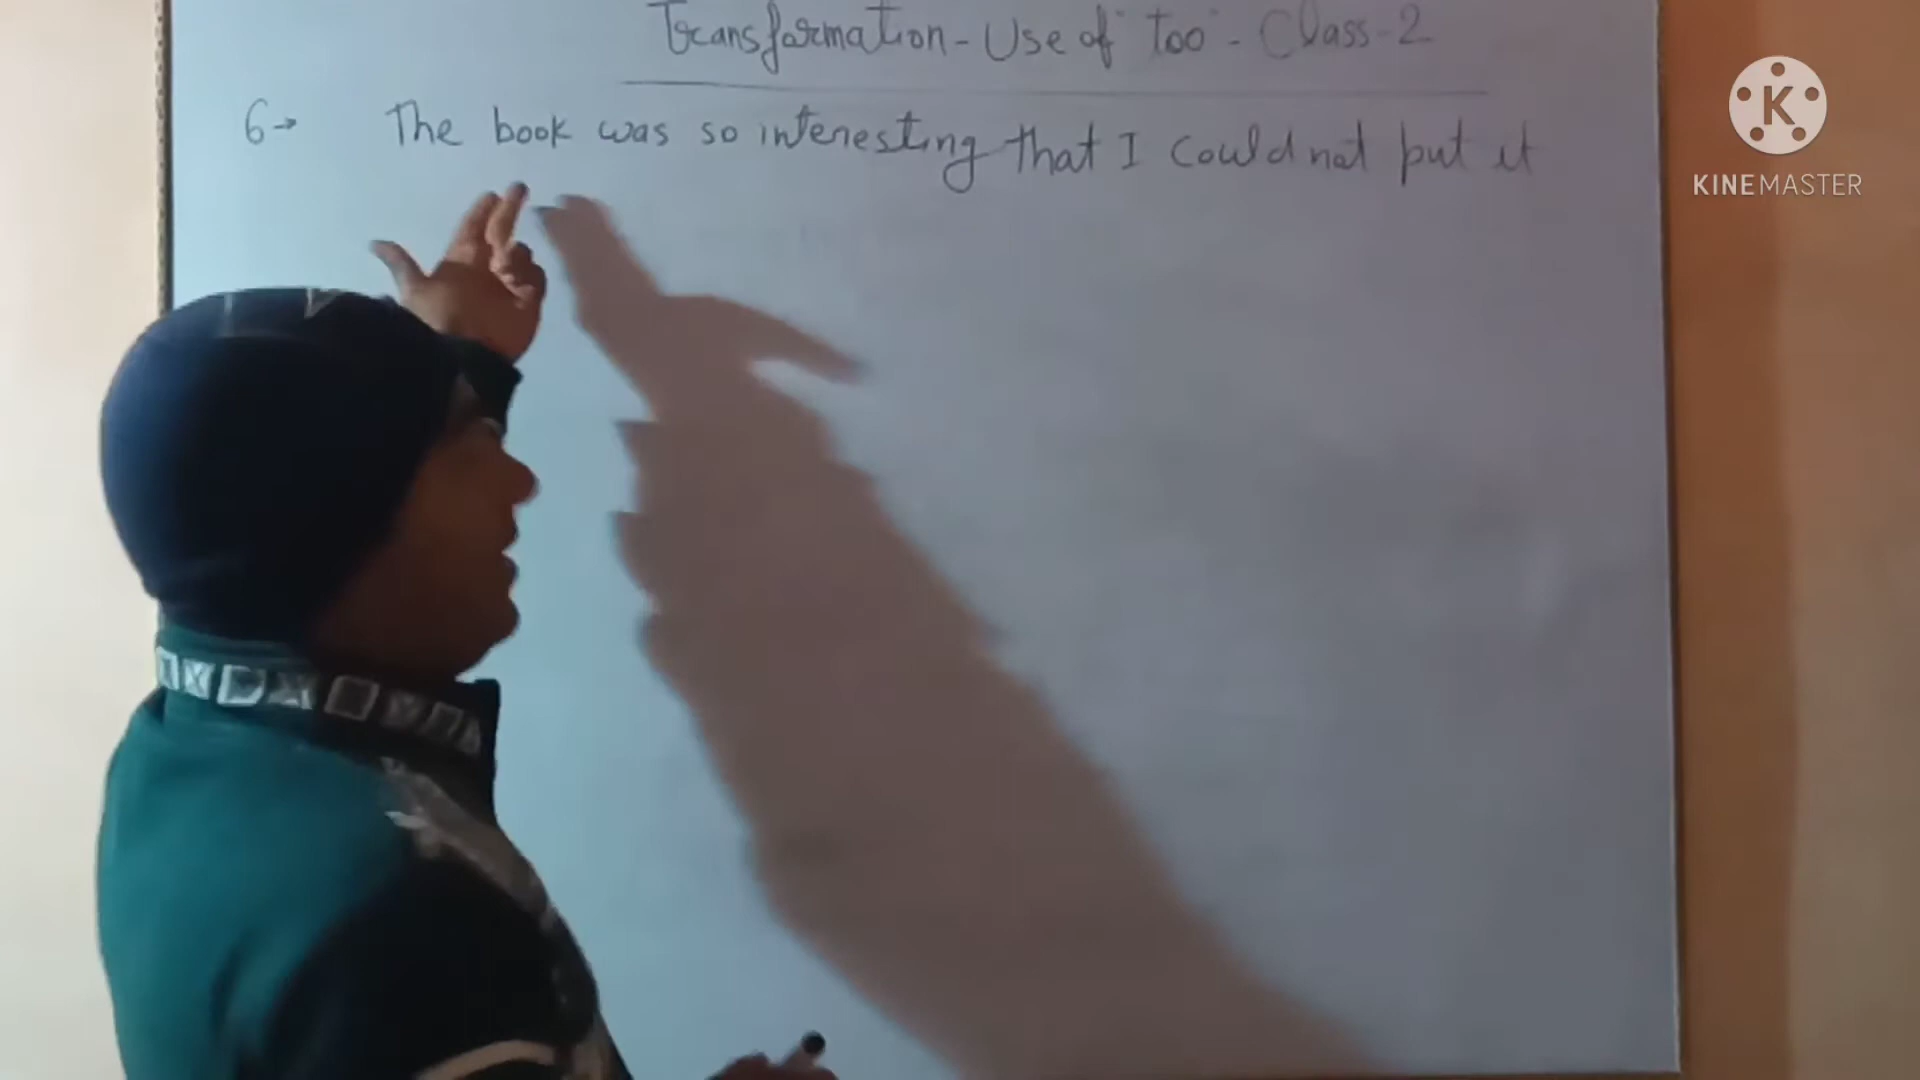 Transformation - Use of "too" - Class-2
6→ The book was so interesting that I could not put it
K
KINEMASTER